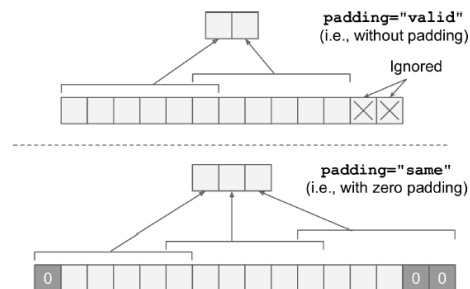 padding="valid"
(i.e., without padding)
Ignored
padding="same"
(i.e., with zero padding)
0 0 0